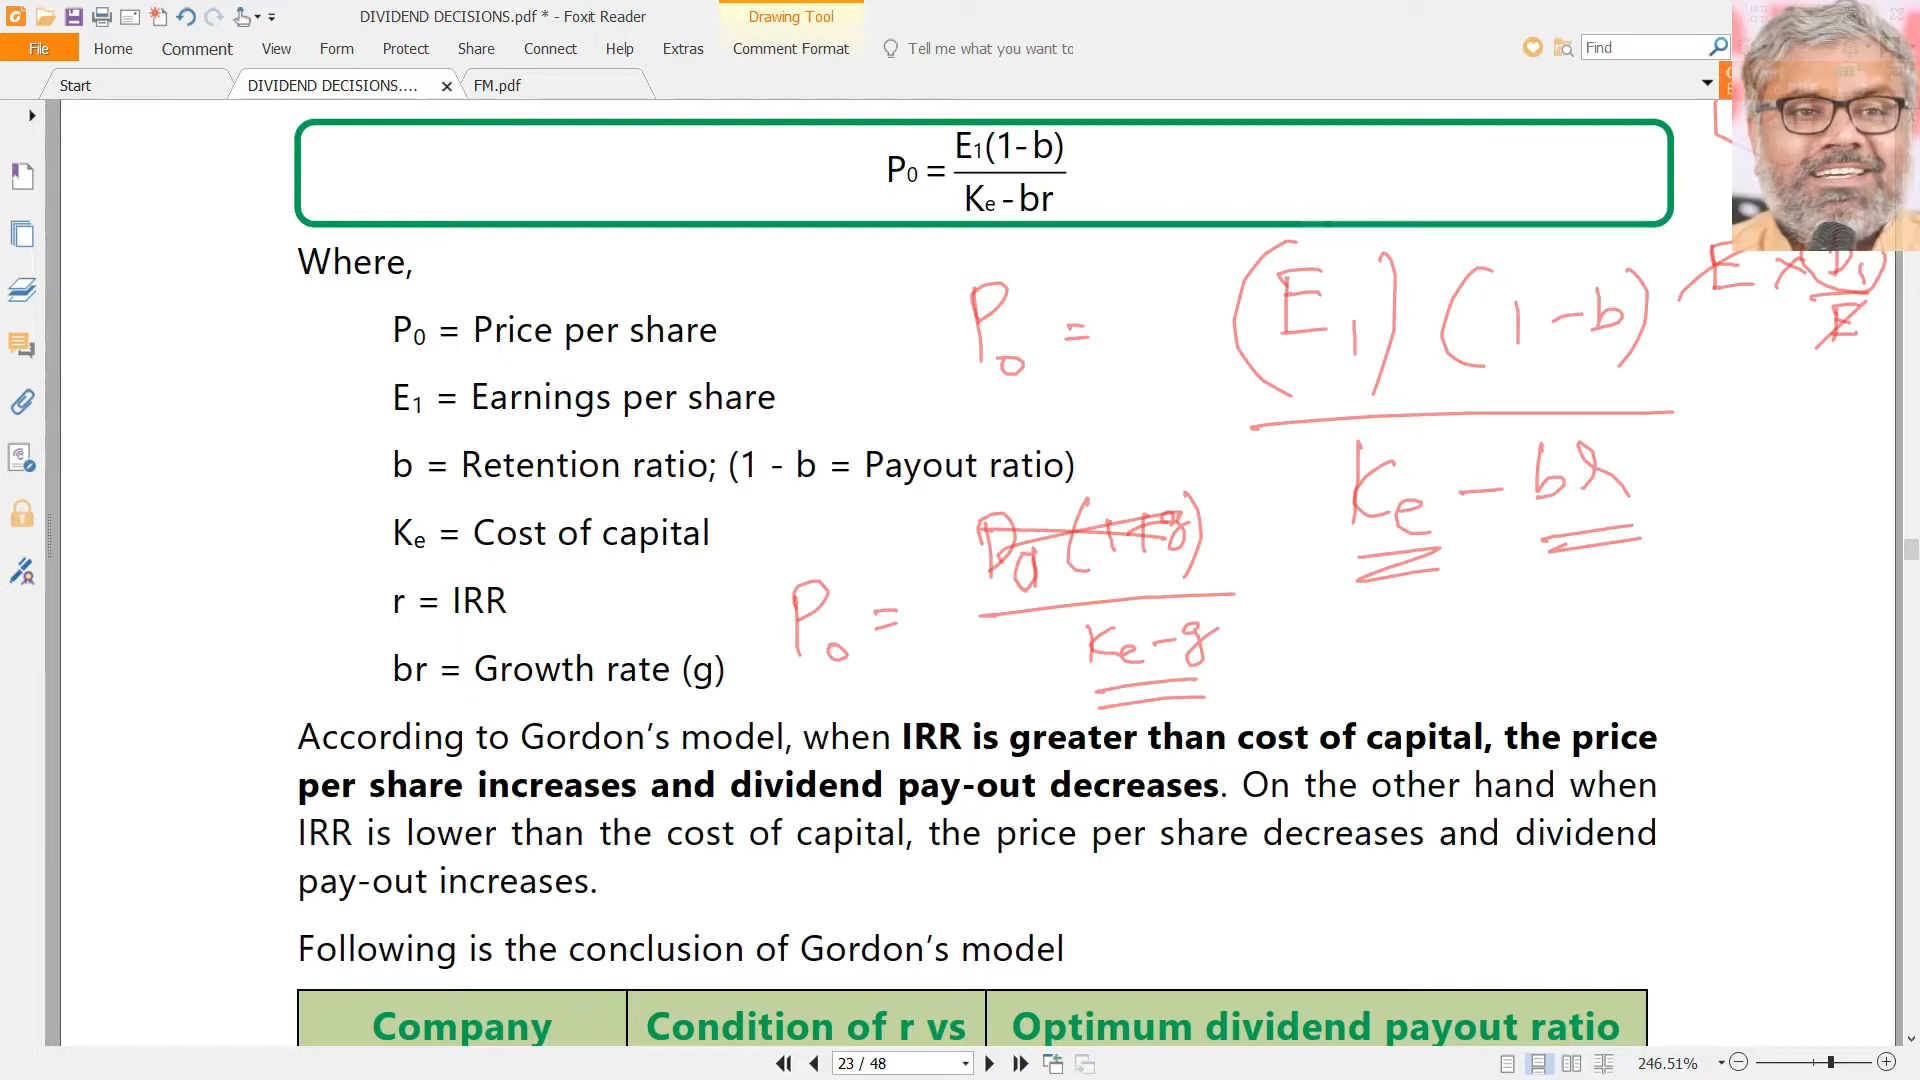 DIVIDEND DECISIONS.pdf * - Foxit Reader
Drawing Tool
File Home Comment View Form Protect Share Connect Help Extras Comment Format Tell me what you want to Find
Start DIVIDEND DECISIONS.... FM.pdf
P0 = E1(1-b)
Ke - br
Where,
P0 = Price per share
E1 = Earnings per share
b = Retention ratio; (1 - b = Payout ratio)
Ke = Cost of capital
r = IRR
br = Growth rate (g)
P0 = (E1) (1-b)
Ke - br
E × D1
E
P0 = D0 (1+g)
Ke - g
According to Gordon’s model, when IRR is greater than cost of capital, the price
per share increases and dividend pay-out decreases. On the other hand when
IRR is lower than the cost of capital, the price per share decreases and dividend
pay-out increases.
Following is the conclusion of Gordon’s model
Company Condition of r vs Optimum dividend payout ratio
23 / 48 246.51%